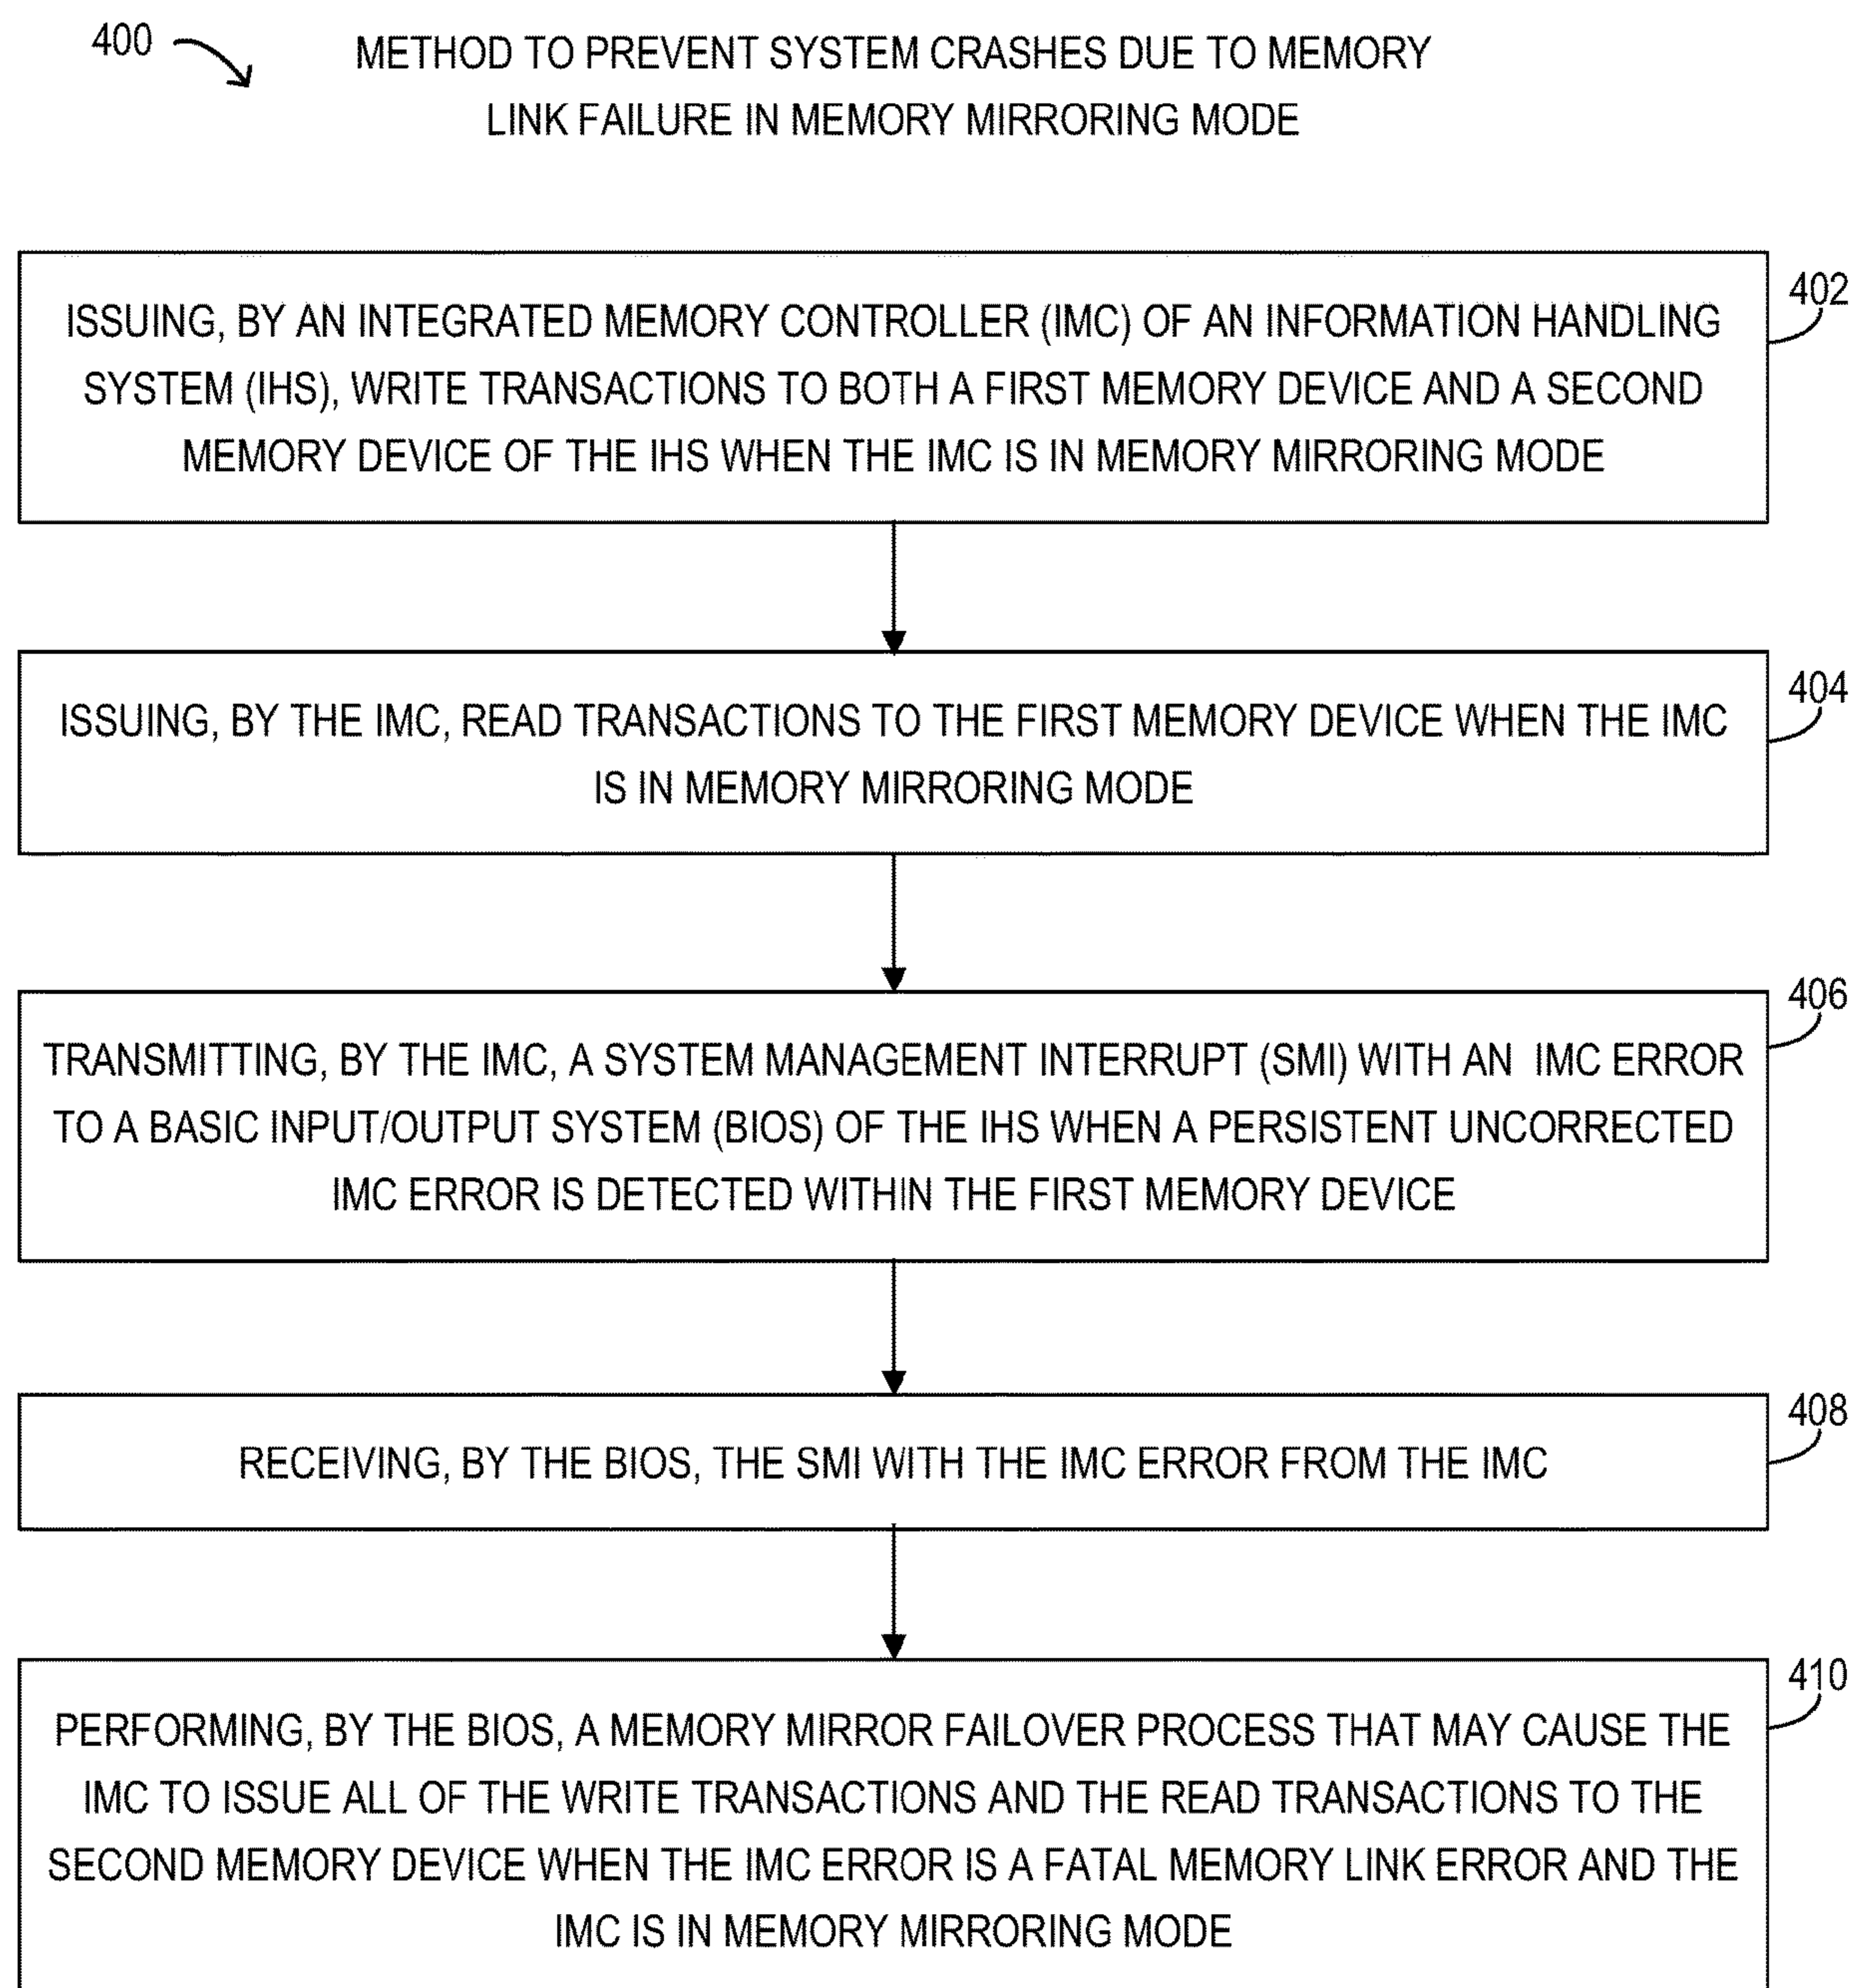 400
METHOD TO PREVENT SYSTEM CRASHES DUE TO MEMORY
LINK FAILURE IN MEMORY MIRRORING MODE
402
ISSUING, BY AN INTEGRATED MEMORY CONTROLLER (IMC) OF AN INFORMATION HANDLING
SYSTEM (IHS), WRITE TRANSACTIONS TO BOTH A FIRST MEMORY DEVICE AND A SECOND
MEMORY DEVICE OF THE IHS WHEN THE IMC IS IN MEMORY MIRRORING MODE
404
ISSUING, BY THE IMC, READ TRANSACTIONS TO THE FIRST MEMORY DEVICE WHEN THE IMC
IS IN MEMORY MIRRORING MODE
406
TRANSMITTING, BY THE IMC, A SYSTEM MANAGEMENT INTERRUPT (SMI) WITH AN IMC ERROR
TO A BASIC INPUT/OUTPUT SYSTEM (BIOS) OF THE IHS WHEN A PERSISTENT UNCORRECTED
IMC ERROR IS DETECTED WITHIN THE FIRST MEMORY DEVICE
408
RECEIVING, BY THE BIOS, THE SMI WITH THE IMC ERROR FROM THE IMC
410
PERFORMING, BY THE BIOS, A MEMORY MIRROR FAILOVER PROCESS THAT MAY CAUSE THE
IMC TO ISSUE ALL OF THE WRITE TRANSACTIONS AND THE READ TRANSACTIONS TO THE
SECOND MEMORY DEVICE WHEN THE IMC ERROR IS A FATAL MEMORY LINK ERROR AND THE
IMC IS IN MEMORY MIRRORING MODE